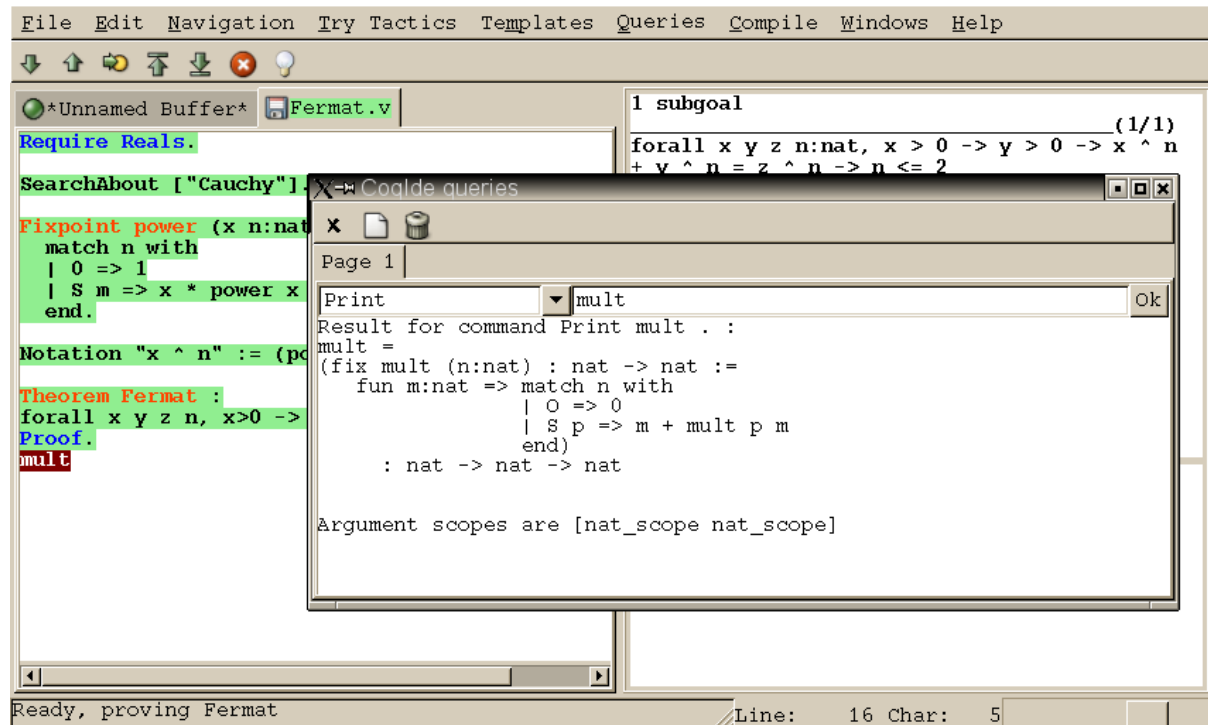 File Edit Navigation Try Tactics Templates Queries Compile Windows Help
*Unnamed Buffer* Fermat.v
Require Reals.
SearchAbout ["Cauchy"].
Fixpoint power (x n:nat
match n with
| O => 1
| S m => x * power x
end.
Notation "x ^ n" := (po
Theorem Fermat :
forall x y z n, x>0 ->
Proof.
mult
1 subgoal
(1/1)
forall x y z n:nat, x > 0 -> y > 0 -> x ^ n
+ y ^ n = z ^ n -> n <= 2
CoqIde queries
Page 1
Print mult Ok
Result for command Print mult . :
mult =
(fix mult (n:nat) : nat -> nat :=
fun m:nat => match n with
| O => 0
| S p => m + mult p m
end)
: nat -> nat -> nat
Argument scopes are [nat_scope nat_scope]
Ready, proving Fermat
Line: 16 Char: 5